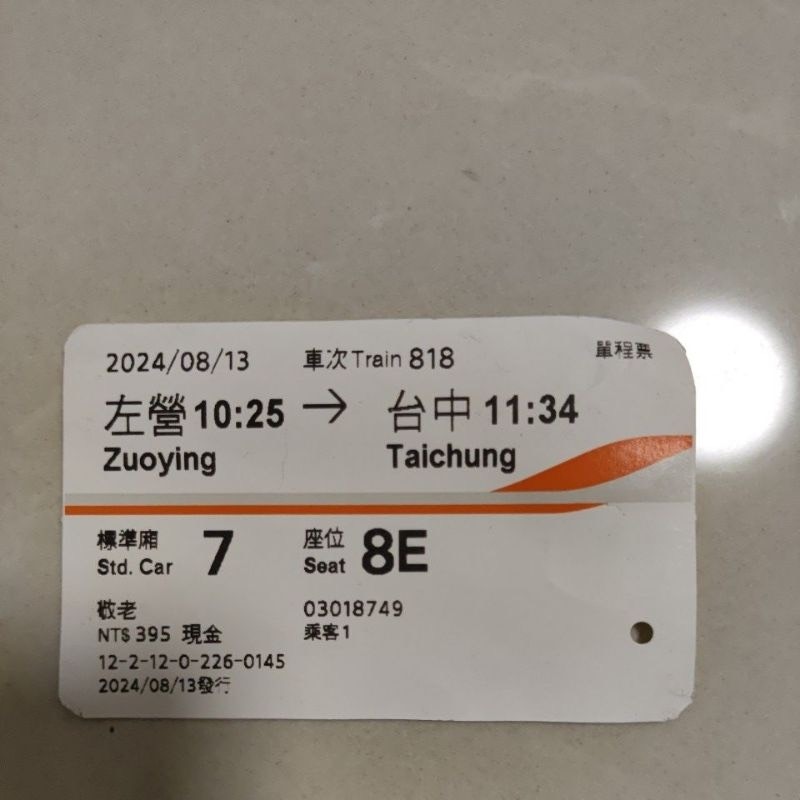 2024/08/13 車次Train 818 單程票
左營10:25 → 台中 11:34
Zuoying Taichung
標準廂 7 座位 8E
Std. Car Seat
敬老 03018749
NT$ 395 現金 乘客1
12-2-12-0-226-0145
2024/08/13發行